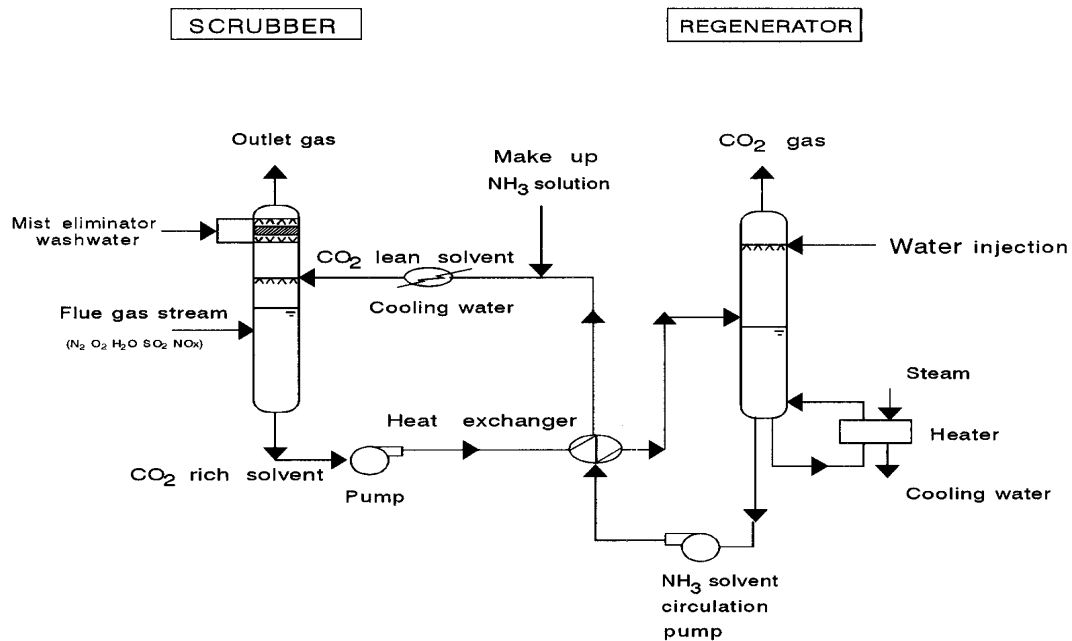 SCRUBBER
REGENERATOR
Outlet gas
CO2 gas
Make up
NH3 solution
Mist eliminator
washwater
Water injection
CO2 lean solvent
Cooling water
Flue gas stream
(N2 O2 H2O SO2 NOx)
Steam
Heat exchanger
Heater
CO2 rich solvent
Pump
Cooling water
NH3 solvent
circulation
pump